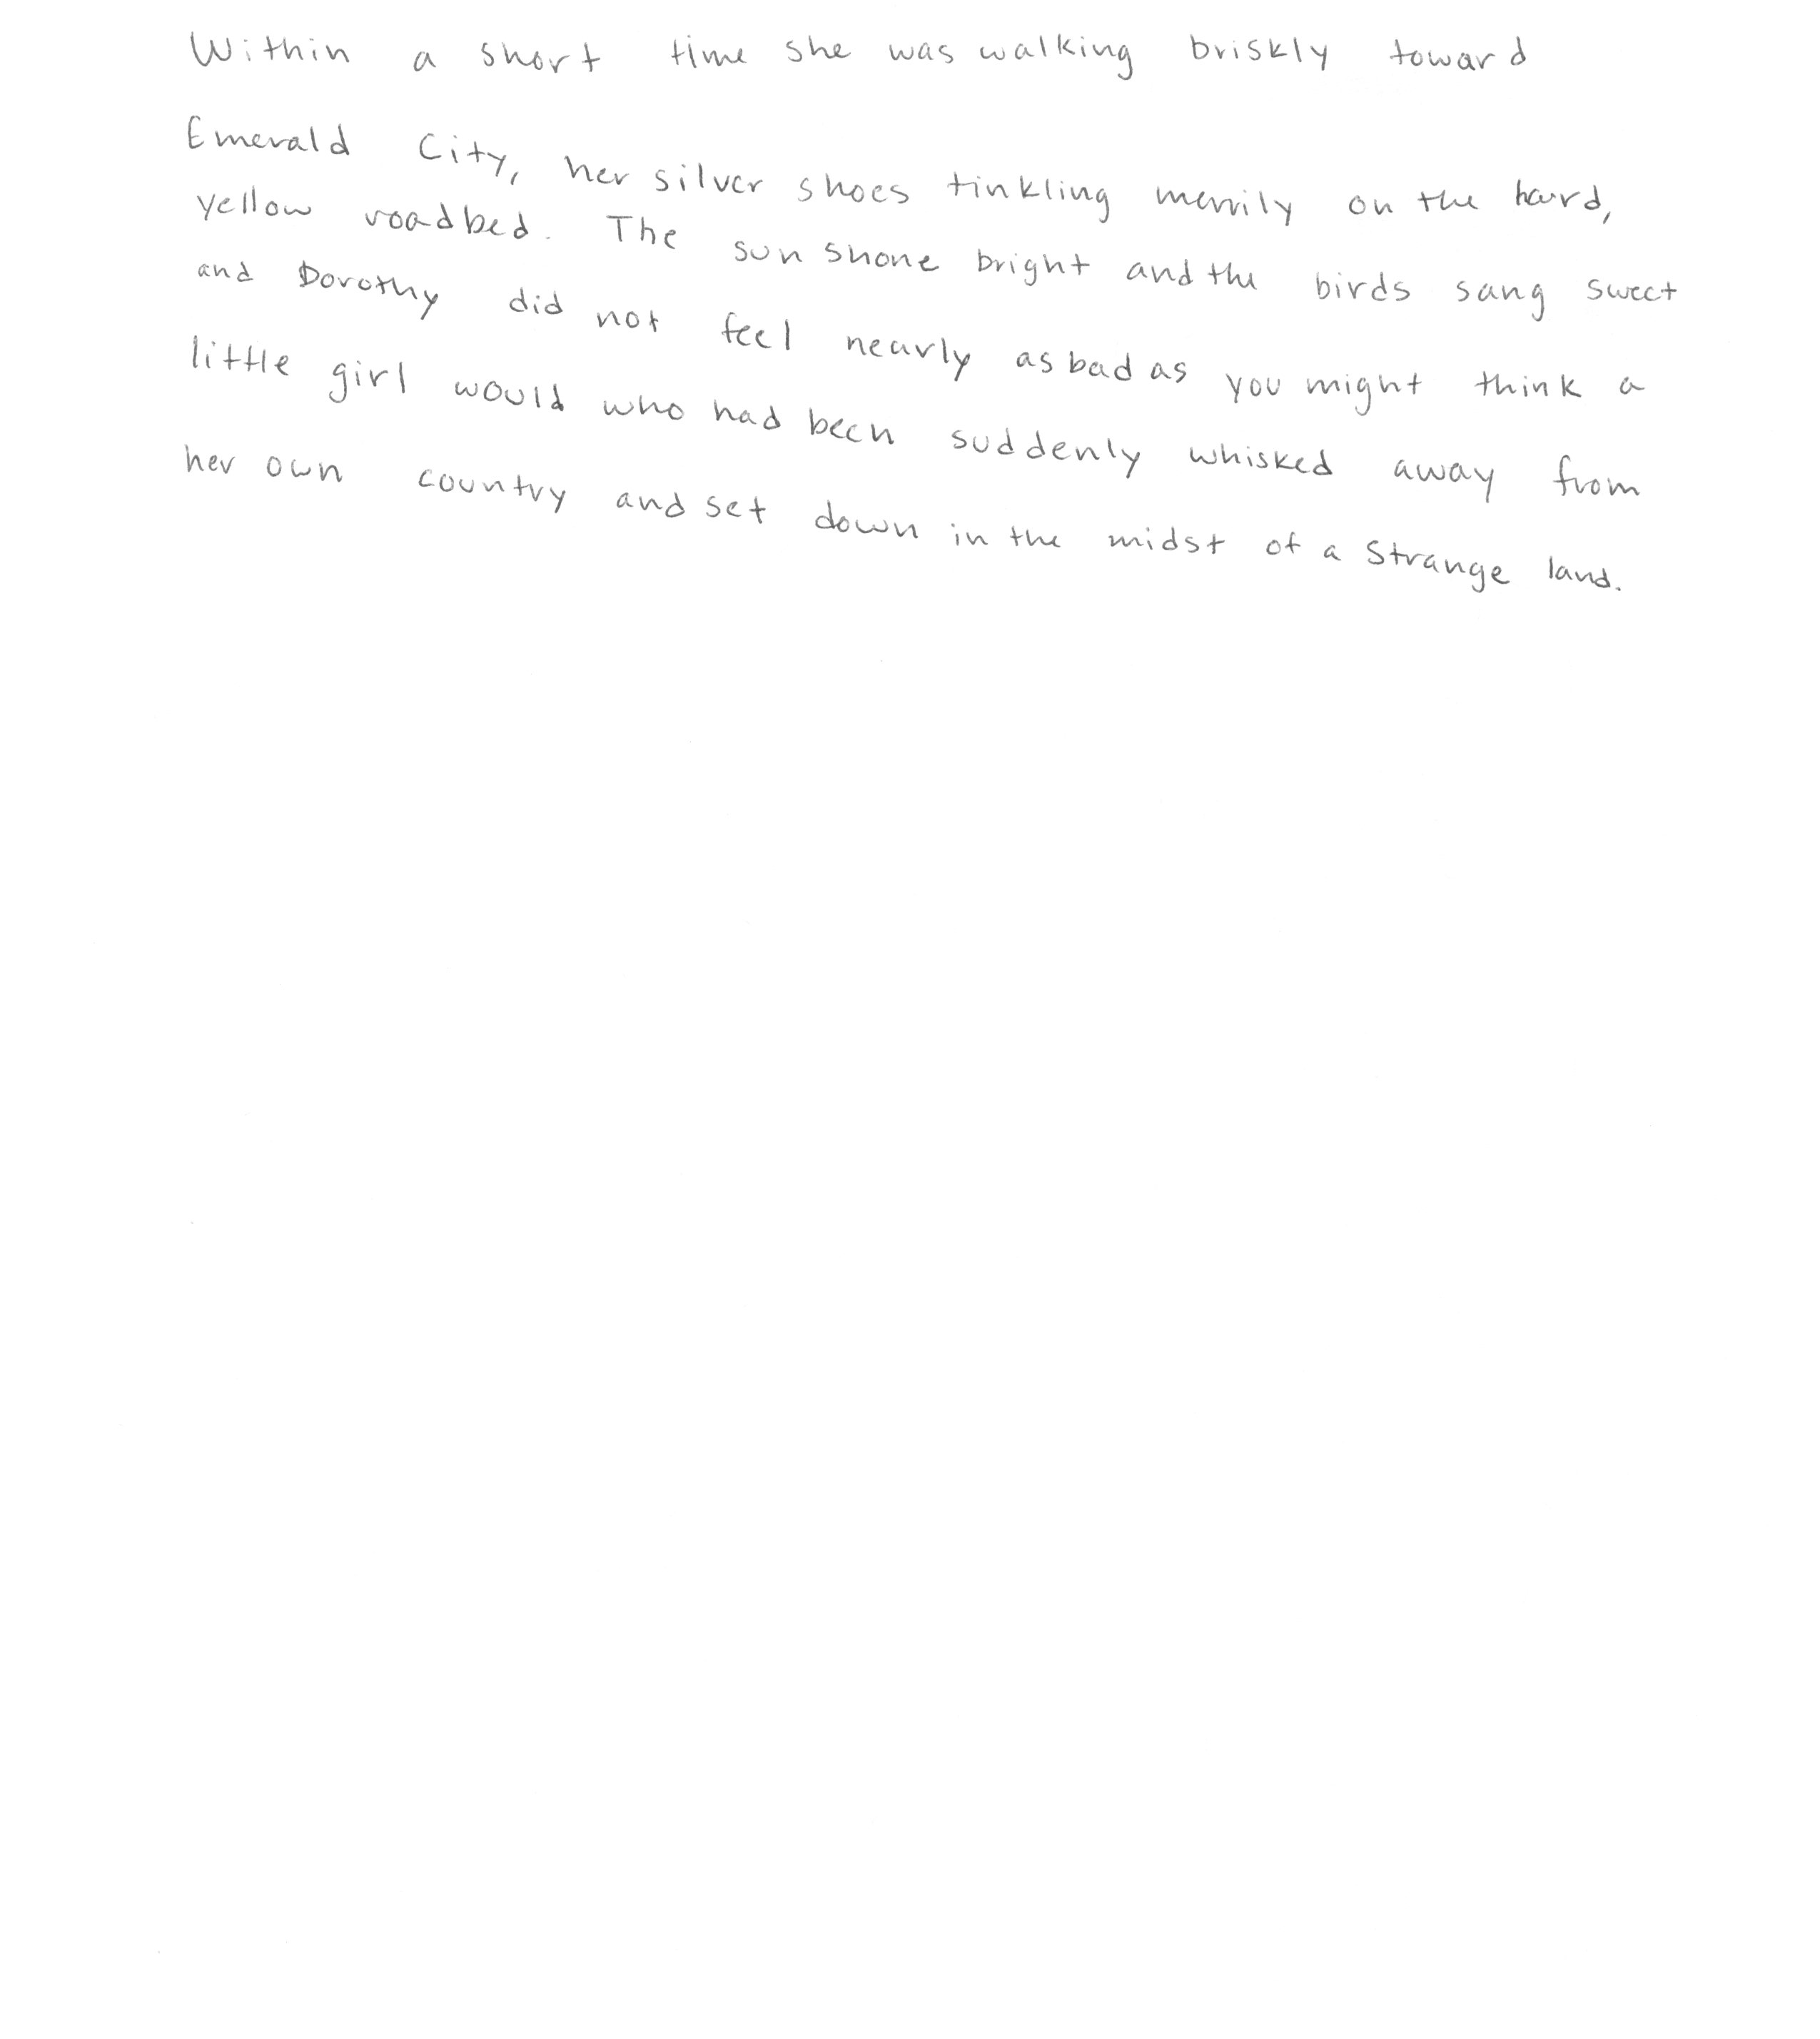 Within a short time she was walking briskly toward
Emerald City, her silver shoes tinkling merrily on the hard,
yellow roadbed. The sun shone bright and the birds sang sweet
and Dorothy did not feel nearly as bad as you might think a
little girl would who had been suddenly whisked away from
her own country and set down in the midst of a Strange land.